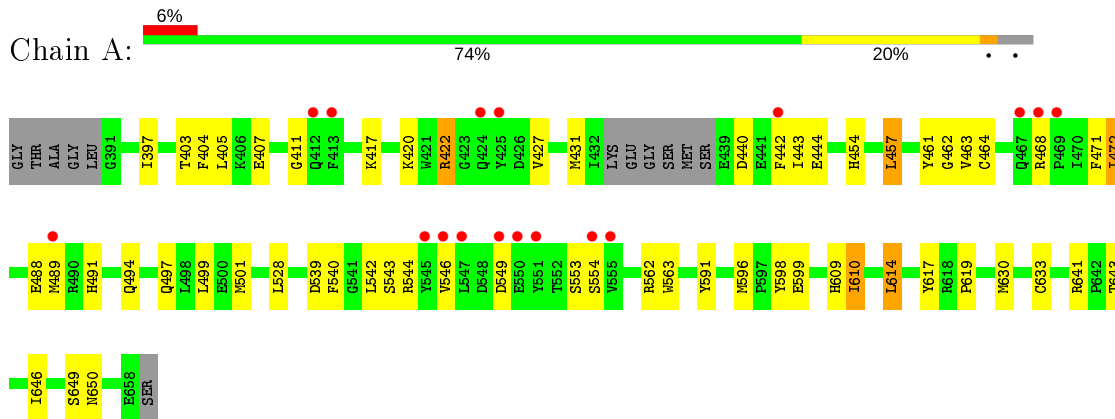 6%
Chain A:
74% 20% • •
GLY THR ALA GLY LEU G391 I397 T403 F404 L405 K406 E407 G411 Q412 F413 K417 K420 W421 R422 G423 Q424 Y425 D426 V427 M431 I432 LYS GLU GLY SER MET SER E439 D440 E441 F442 I443 E444 H454 L457 Y461 G462 V463 C464 Q467 R468 P469 I470 F471
E488 M489 R490 H491 Q494 Q497 L498 L499 E500 M501 L528 D539 F540 G541 L542 S543 R544 Y545 V546 L547 D548 D549 E550 Y551 T552 S553 S554 V555 R562 W563 Y591 M596 P597 Y598 E599 H609 I610 L614 Y617 R618 P619 M630 C633 R641 P642
I646 S649 N650 E658 SER